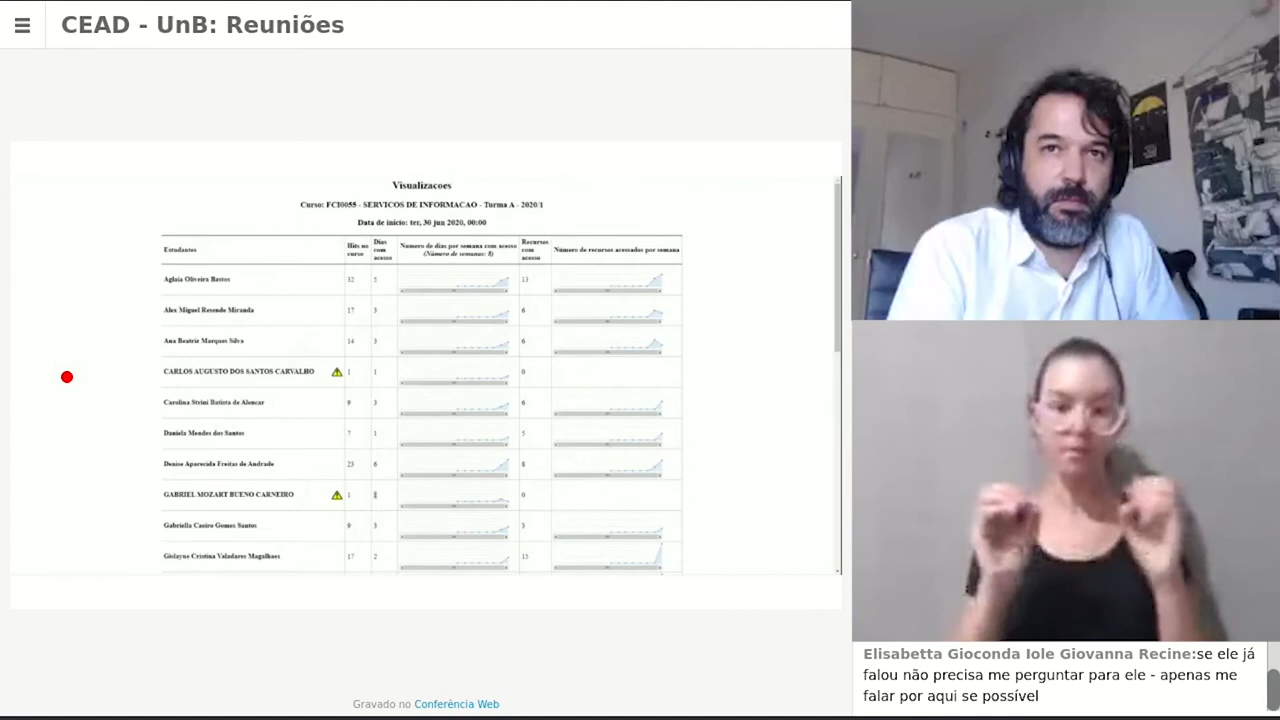 CEAD - UnB: Reuniões
Visualizacoes
Curso: FCI0055 - SERVICOS DE INFORMACAO - Turma A - 2020/1
Data de início: ter, 30 jun 2020, 00:00
Estudantes Hits no curso Dias com acesso Numero de dias por semana com acesso (Número de semanas: 8) Recursos com acesso Número de recursos acessados por semana
Aglaia Oliveira Bastos 32 5 13
Alex Miguel Resende Miranda 17 3 6
Ana Beatriz Marques Silva 14 3 6
CARLOS AUGUSTO DOS SANTOS CARVALHO 1 1 0
Carolina Strini Batista de Alencar 9 3 6
Daniela Mendes dos Santos 7 1 5
Denise Aparecida Freitas de Andrade 23 6 8
GABRIEL MOZART BUENO CARNEIRO 1 1 0
Gabriella Caeiro Gomes Santos 9 3 3
Gislayne Cristina Valadares Magalhaes 17 2 15
Gravado no Conferência Web
Elisabetta Gioconda Iole Giovanna Recine:se ele já
falou não precisa me perguntar para ele - apenas me
falar por aqui se possível